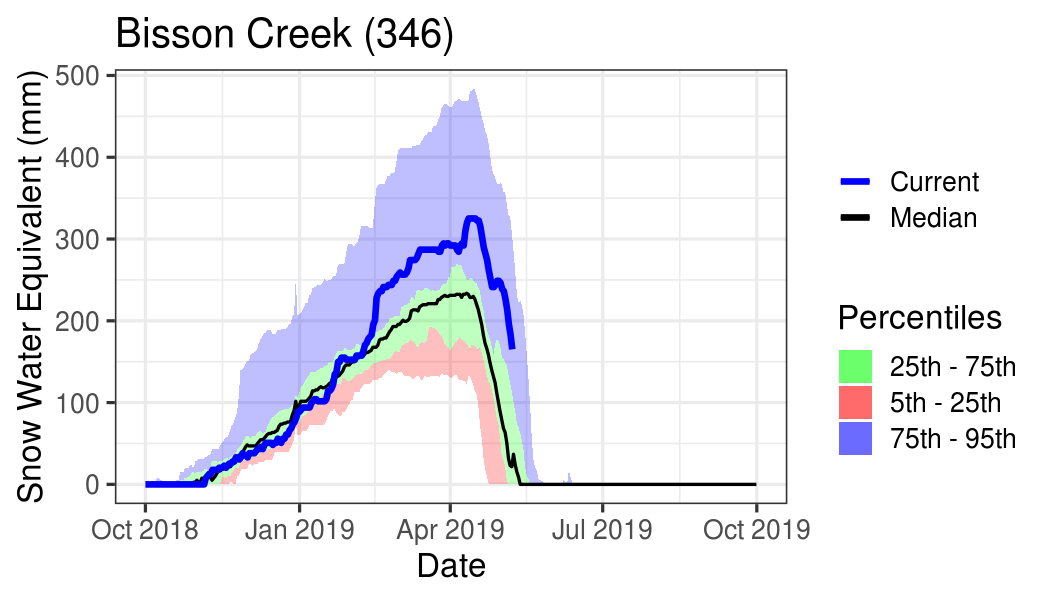 Bisson Creek (346)
Snow Water Equivalent (mm)
500
400
300
200
100
0
Oct 2018
Jan 2019
Apr 2019
Jul 2019
Oct 2019
Date
Current
Median
Percentiles
25th - 75th
5th - 25th
75th - 95th